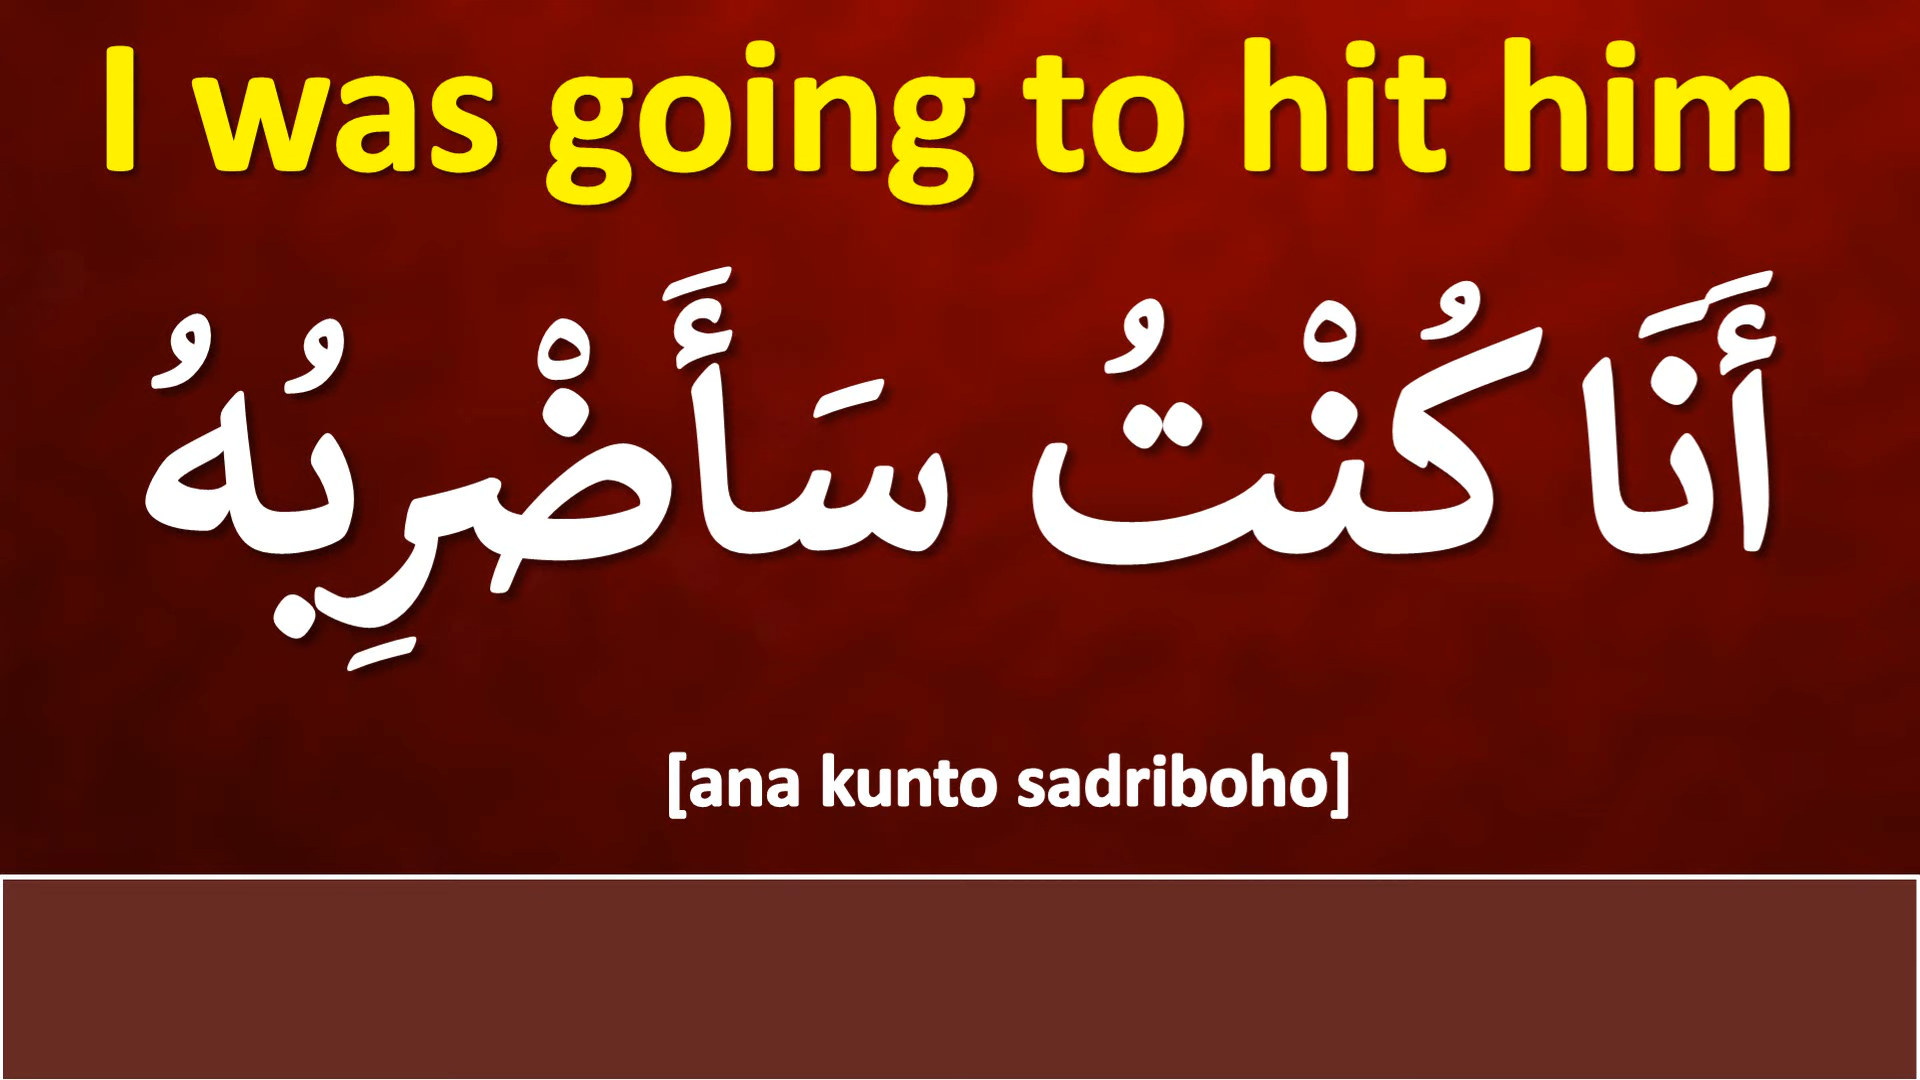 I was going to hit him
أَنَا كُنْتُ سَأَضْرِبُهُ
[ana kunto sadriboho]